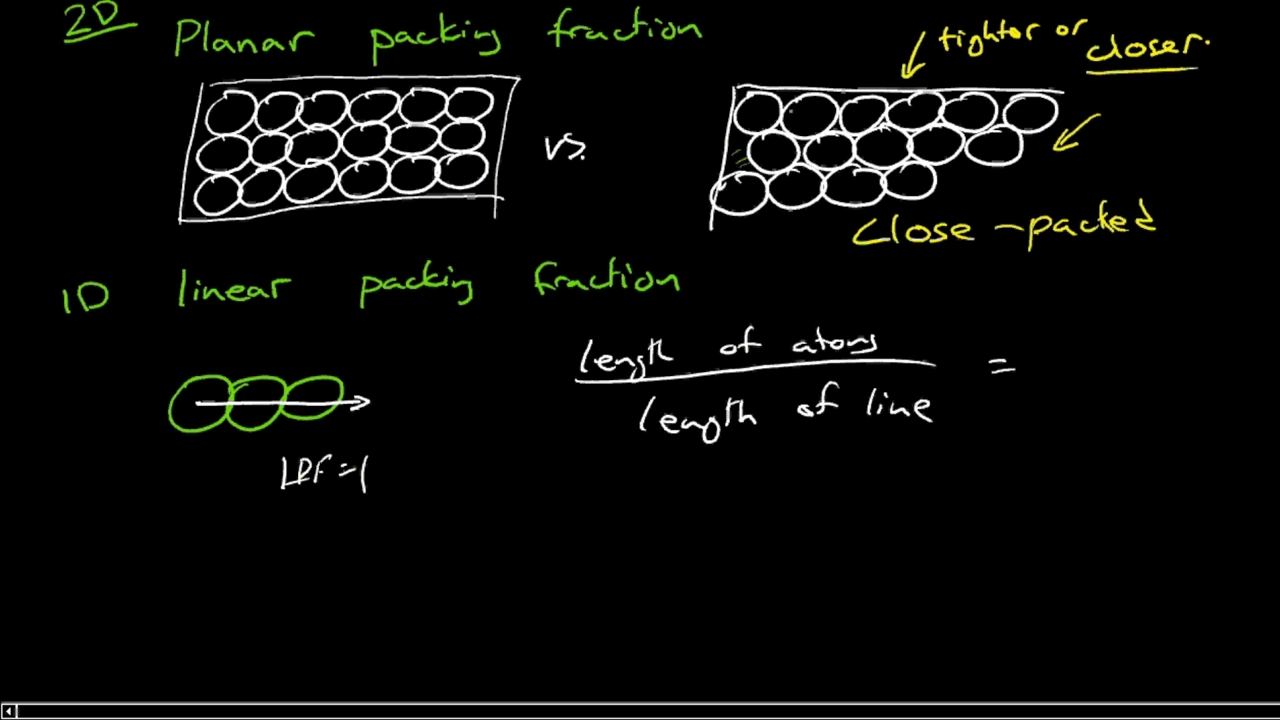 2D Planar packing fraction
tighter or closer.
vs.
close-packed
1D linear packing fraction
length of atoms
length of line
=
LPF=1